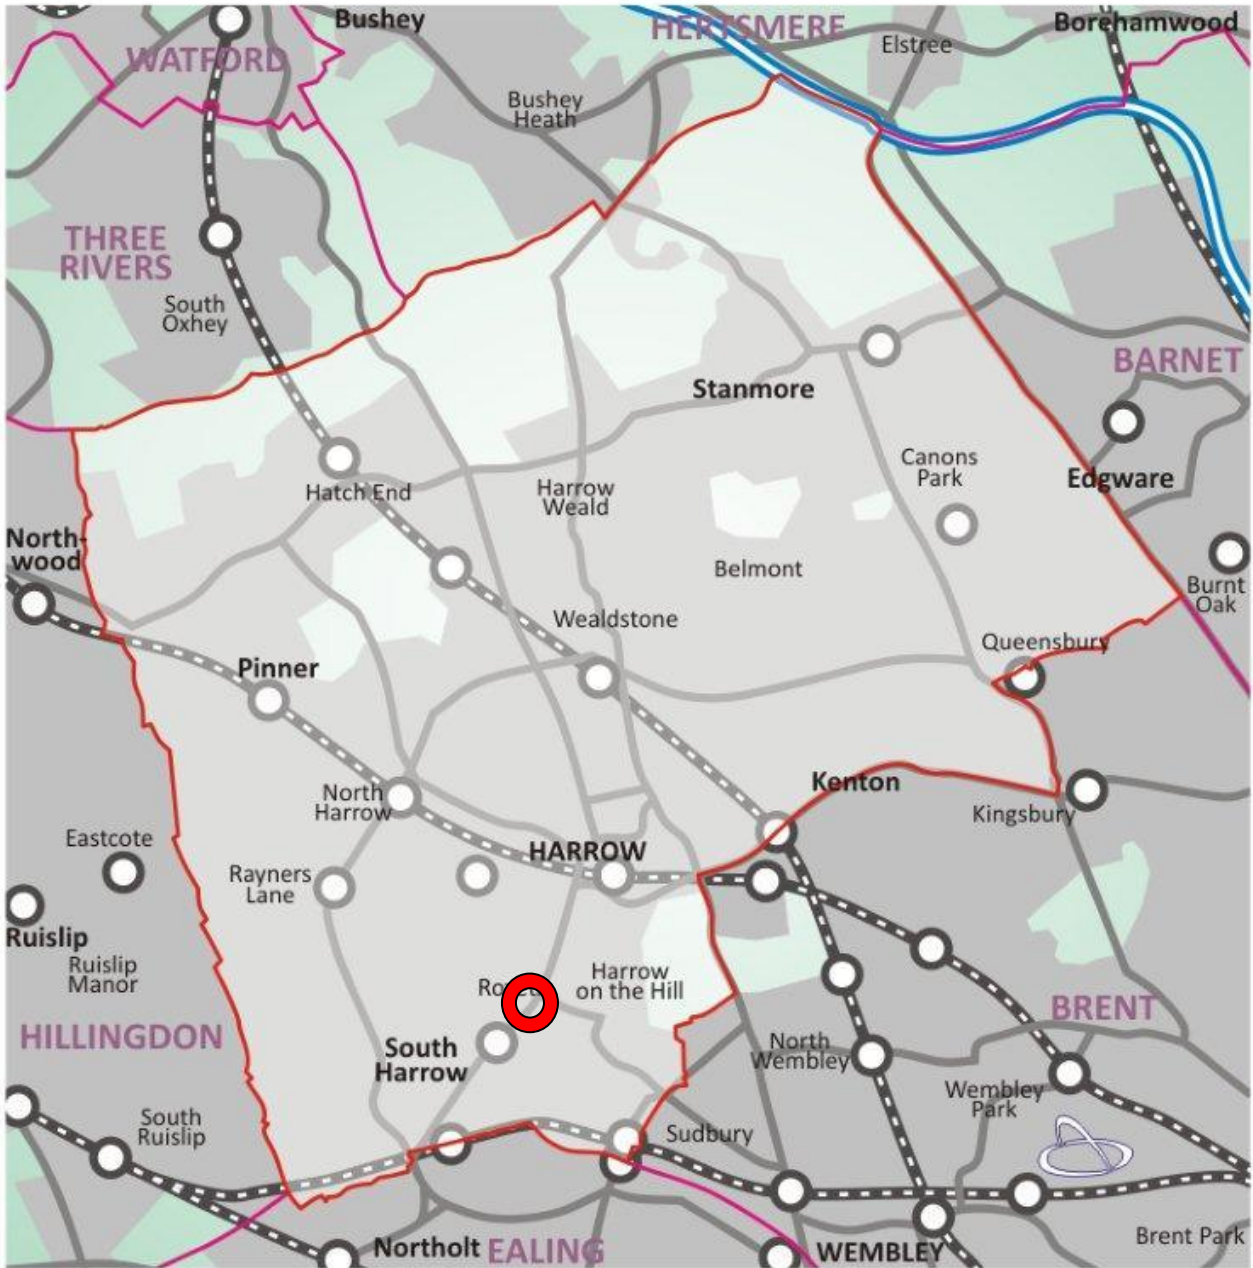 Bushey
HERTSMERE
Borehamwood
Elstree
WATFORD
Bushey
Heath
THREE
RIVERS
South
Oxhey
BARNET
Stanmore
Canons
Park
Edgware
Hatch End
Harrow
Weald
North-
wood
Belmont
Burnt
Oak
Wealdstone
Queensbury
Pinner
Kenton
North
Harrow
Kingsbury
Eastcote
HARROW
Rayners
Lane
Ruislip
Ruislip
Manor
Harrow
on the Hill
HILLINGDON
BRENT
South
Harrow
North
Wembley
Wembley
Park
South
Ruislip
Sudbury
Northolt
EALING
WEMBLEY
Brent Park